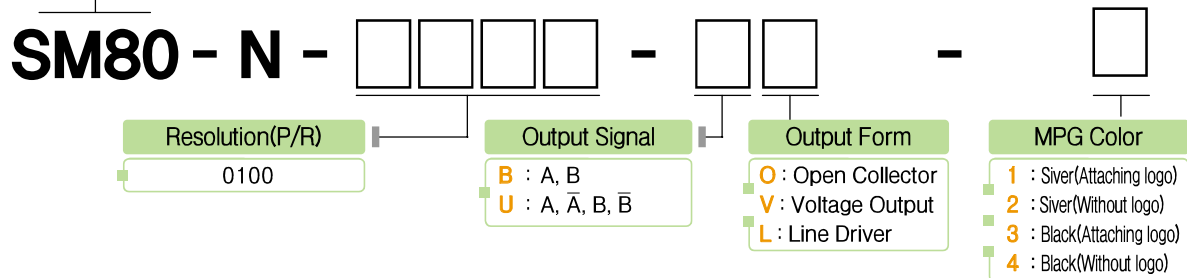 SM80 - N - □□□□ - □□ - □
Resolution(P/R)
0100
Output Signal
B : A, B
U : A, A̅, B, B̅
Output Form
O : Open Collector
V : Voltage Output
L : Line Driver
MPG Color
1 : Siver(Attaching logo)
2 : Siver(Without logo)
3 : Black(Attaching logo)
4 : Black(Without logo)